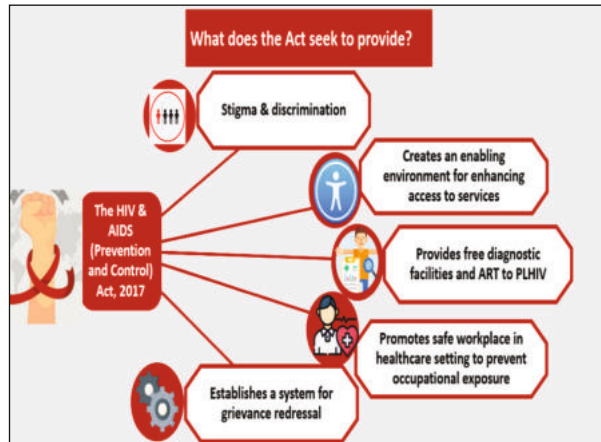 What does the Act seek to provide?
Stigma & discrimination
Creates an enabling
environment for enhancing
access to services
The HIV &
AIDS
(Prevention
and Control)
Act, 2017
Provides free diagnostic
facilities and ART to PLHIV
Promotes safe workplace in
healthcare setting to prevent
occupational exposure
Establishes a system for
grievance redressal